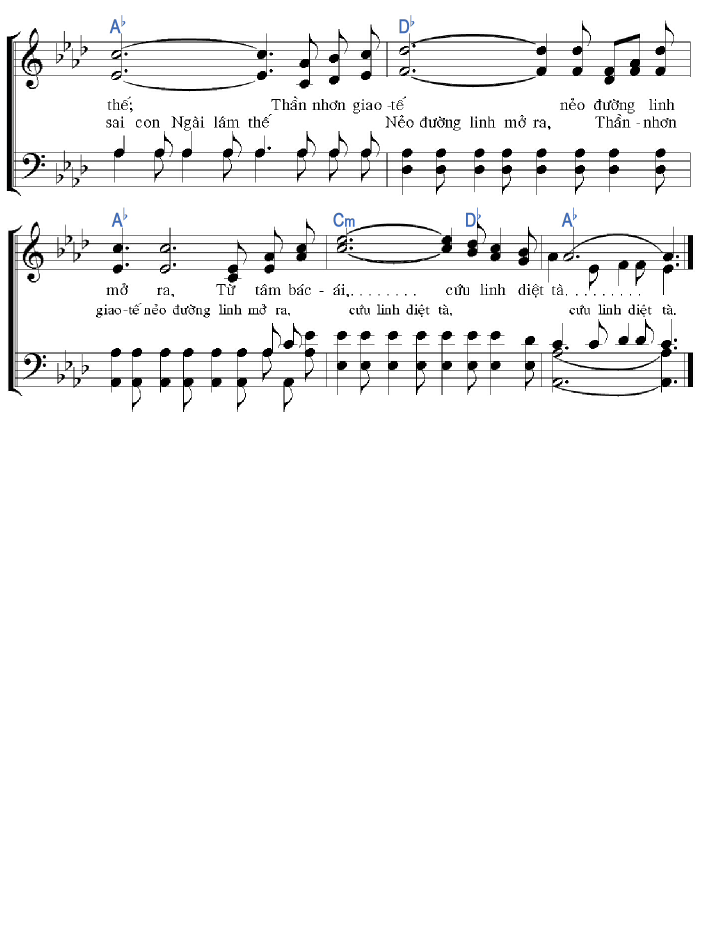 A♭ D♭
thế; Thần nhơn giao-tế nẻo đường linh
sai con Ngài lâm thế Nẻo đường linh mở ra, Thần-nhơn
A♭ Cm D♭ A♭
mở ra, Từ tâm bác-ái,........ cứu linh diệt tà.........
giao-tế nẻo đường linh mở ra, cứu linh diệt tà, cứu linh diệt tà.